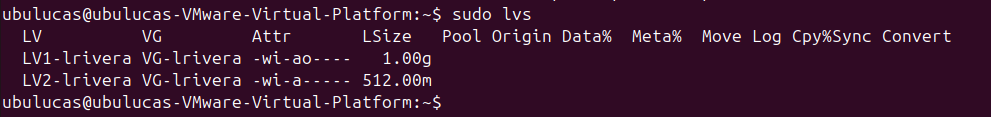 ubulucas@ubulucas-VMware-Virtual-Platform:~$ sudo lvs
  LV          VG         Attr       LSize   Pool Origin Data%  Meta%  Move Log Cpy%Sync Convert
  LV1-lrivera VG-lrivera -wi-ao----   1.00g
  LV2-lrivera VG-lrivera -wi-a----- 512.00m
ubulucas@ubulucas-VMware-Virtual-Platform:~$